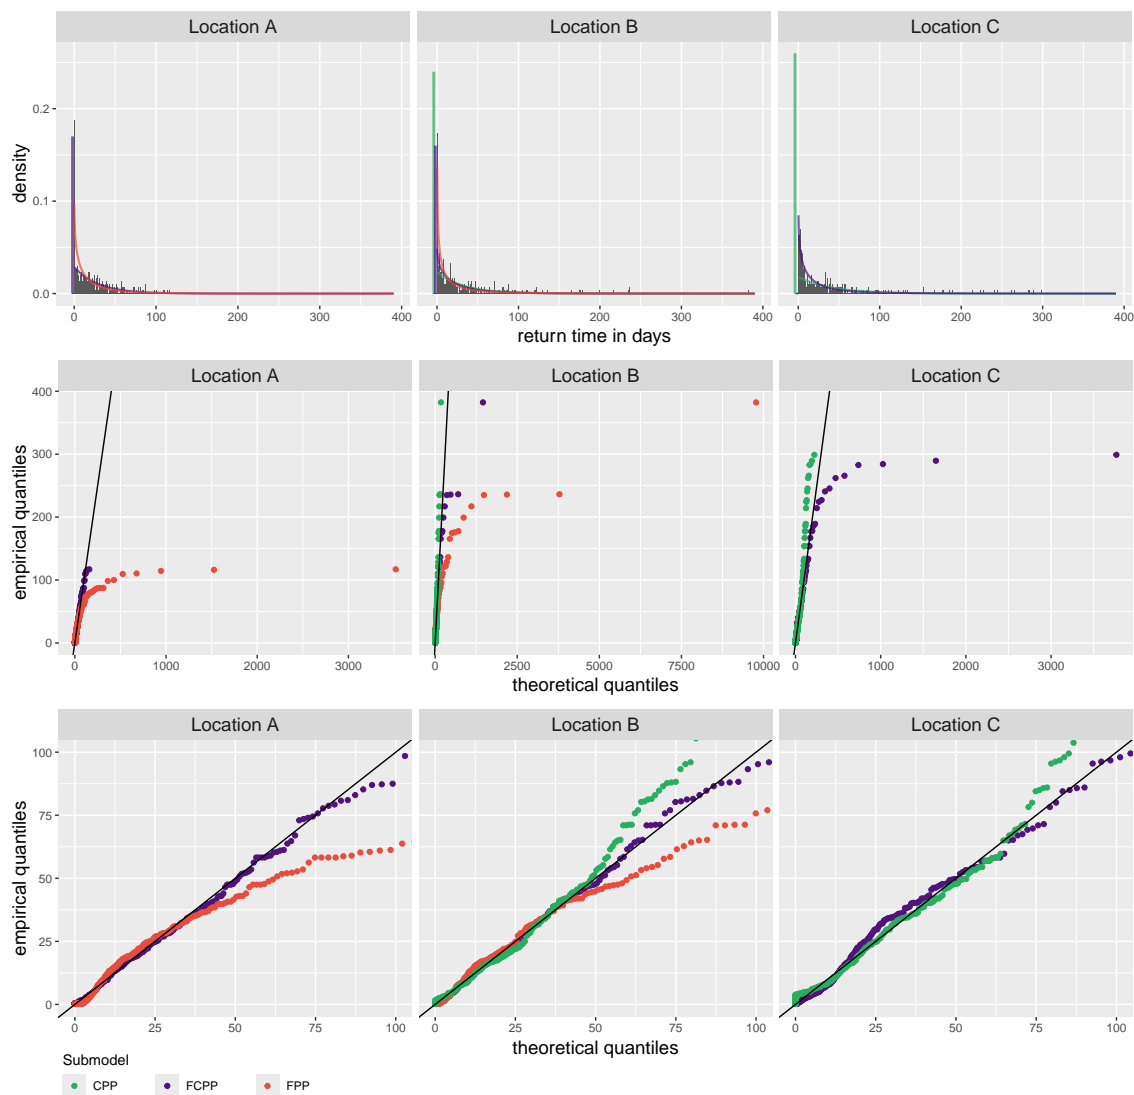 Location A Location B Location C
density
0.2
0.1
0.0
0 100 200 300 400 0 100 200 300 400 0 100 200 300 400
return time in days
Location A Location B Location C
empirical quantiles
400
300
200
100
0
0 1000 2000 3000 0 2500 5000 7500 10000 0 1000 2000 3000
theoretical quantiles
Location A Location B Location C
empirical quantiles
100
75
50
25
0
0 25 50 75 100 0 25 50 75 100 0 25 50 75 100
theoretical quantiles
Submodel
CPP FCPP FPP